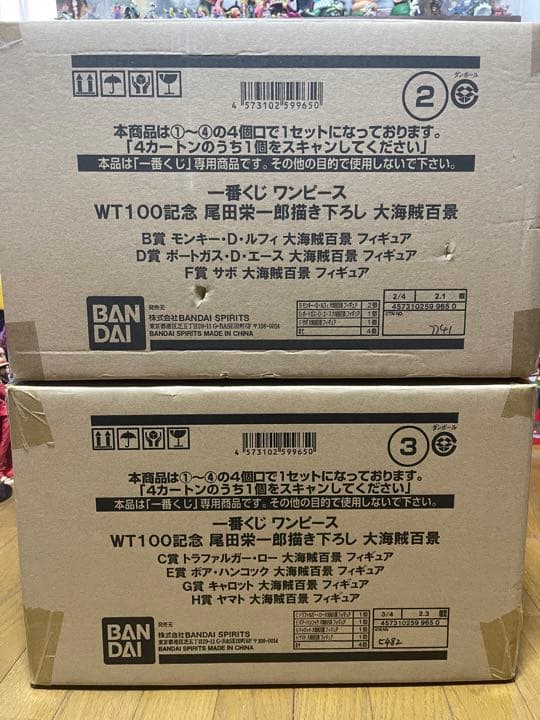 ダンボール
②
4 573102 599650
本商品は①〜④の4個口で1セットになっております。
「4カートンのうち1個をスキャンしてください」
本品は「一番くじ」専用商品です。その他の目的で使用しないで下さい。
一番くじ ワンピース
WT100記念 尾田栄一郎描き下ろし 大海賊百景
B賞 モンキー・D・ルフィ 大海賊百景 フィギュア
D賞 ポートガス・D・エース 大海賊百景 フィギュア
F賞 サボ 大海賊百景 フィギュア
BANDAI
発売元
株式会社BANDAI SPIRITS
BANDAI SPIRITS MADE IN CHINA
2/4 2.1
457310259 965 0
7741
ダンボール
③
4 573102 599650
本商品は①〜④の4個口で1セットになっております。
「4カートンのうち1個をスキャンしてください」
本品は「一番くじ」専用商品です。その他の目的で使用しないで下さい。
一番くじ ワンピース
WT100記念 尾田栄一郎描き下ろし 大海賊百景
C賞 トラファルガー・ロー 大海賊百景 フィギュア
E賞 ボア・ハンコック 大海賊百景 フィギュア
G賞 キャロット 大海賊百景 フィギュア
H賞 ヤマト 大海賊百景 フィギュア
BANDAI
発売元
株式会社BANDAI SPIRITS
BANDAI SPIRITS MADE IN CHINA
3/4 2.3
457310259 965 0